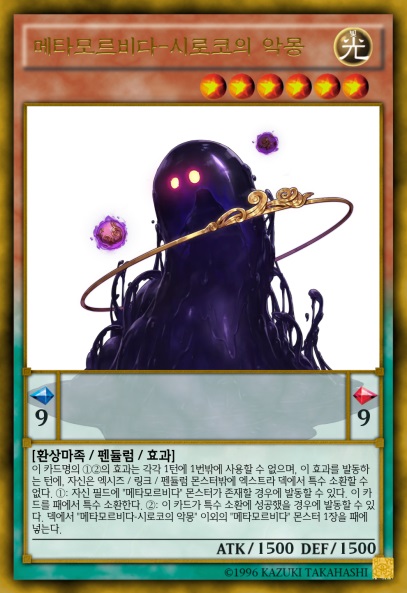 메타모르비다-시로코의 악몽
光
9
9
[환상마족 / 펜듈럼 / 효과]
이 카드명의 ①②의 효과는 각각 1턴에 1번밖에 사용할 수 없으며, 이 효과를 발동하
는 턴에, 자신은 엑시즈 / 링크 / 펜듈럼 몬스터밖에 엑스트라 덱에서 특수 소환할 수
없다. ①: 자신 필드에 "메타모르비다" 몬스터가 존재할 경우에 발동할 수 있다. 이 카
드를 패에서 특수 소환한다. ②: 이 카드가 특수 소환에 성공했을 경우에 발동할 수 있
다. 덱에서 "메타모르비다-시로코의 악몽" 이외의 "메타모르비다" 몬스터 1장을 패에
넣는다.
ATK/1500 DEF/1500
©1996 KAZUKI TAKAHASHI